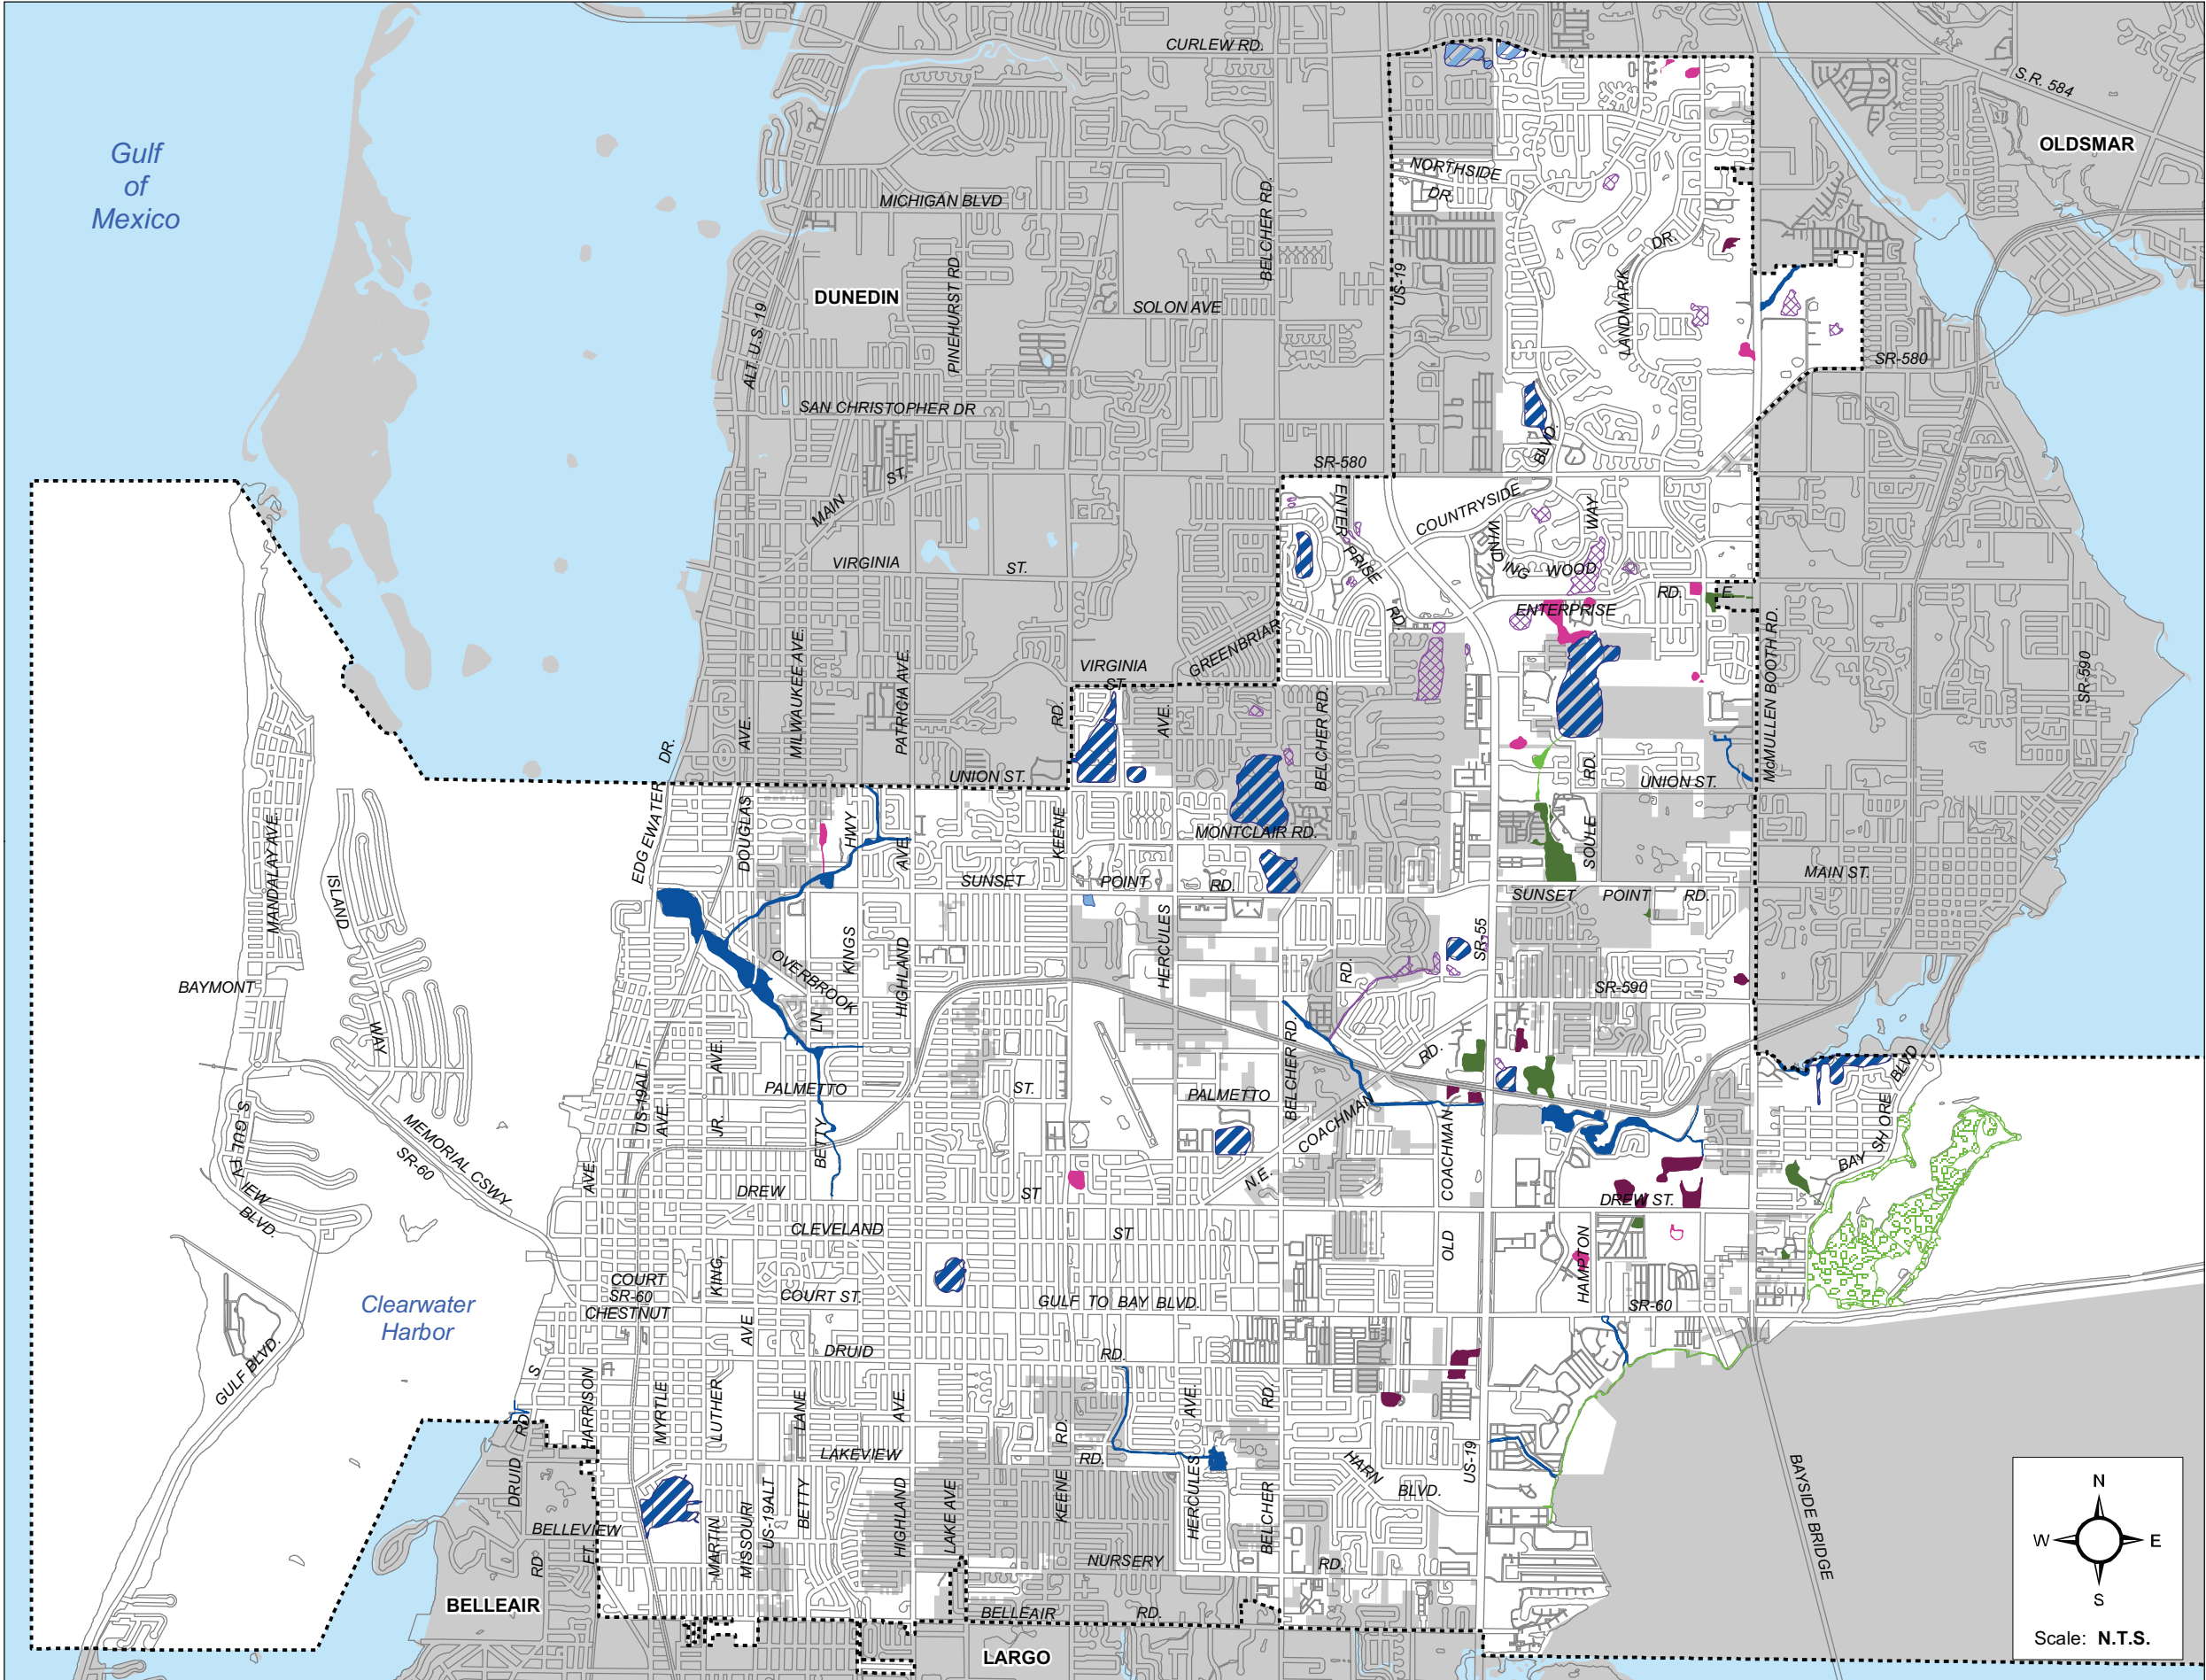 CURLEW RD.
S.R. 584
OLDSMAR
Gulf
of
Mexico
NORTHSIDE
DR.
MICHIGAN BLVD
BELCHER RD.
DR.
PINEHURST RD
US-19
LANDMARK
DUNEDIN
SOLON AVE
ALT U.S. 19
SR-580
SAN CHRISTOPHER DR
BLVD.
SR-580
MAIN
ST.
ENTER
PRISE
RD.
COUNTRYSIDE
WIND
ING
WOOD
WAY
VIRGINIA
ST.
ENTERPRISE
RD.
E.
McMULLEN BOOTH RD.
SR-590
GREENBRIAR
VIRGINIA
ST.
MILWAUKEE AVE.
PATRICIA AVE.
AVE.
RD.
AVE.
BELCHER RD.
DR.
UNION ST.
UNION ST.
RD.
SOULE
EDGEWATER
DOUGLAS
HWY
AVE.
KEENE
MONTCLAIR RD.
MANDALAY AVE.
ISLAND
WAY
SUNSET
POINT
RD.
SUNSET
POINT
RD.
MAIN ST.
HERCULES
SR-55
KINGS
HIGHLAND
OVERBROOK
LN
RD.
BAYMONT
SR-590
BELCHER RD.
RD.
BLVD
US-19ALT
AVE.
AVE.
JR.
PALMETTO
ST.
PALMETTO
COACHMAN
N.E.
BETTY
COACHMAN
OLD
BAY
SHORE
S GULF
VIEW
BLVD.
MEMORIAL CSWY
SR-60
AVE.
DREW
ST
DREW ST.
CLEVELAND
ST
HAMPTON
KING,
COURT
SR-60
CHESTNUT
COURT ST.
GULF TO BAY BLVD.
SR-60
Clearwater
Harbor
GULF BLVD.
AVE
DRUID
RD.
S
HARRISON
MYRTLE
LUTHER
LANE
AVE.
AVE.
RD.
RD.
RD.
LAKEVIEW
RD.
HARN
BLVD.
US-19
BAYSIDE BRIDGE
DRUID
RD
BELLEVIEW
FT.
MARTIN
MISSOURI
US-19ALT
BETTY
HIGHLAND
LAKE AVE
KEENE
HERCULES
BELCHER
NURSERY
RD.
BELLEAIR
BELLEAIR
RD.
LARGO
N
W
E
S
Scale: N.T.S.